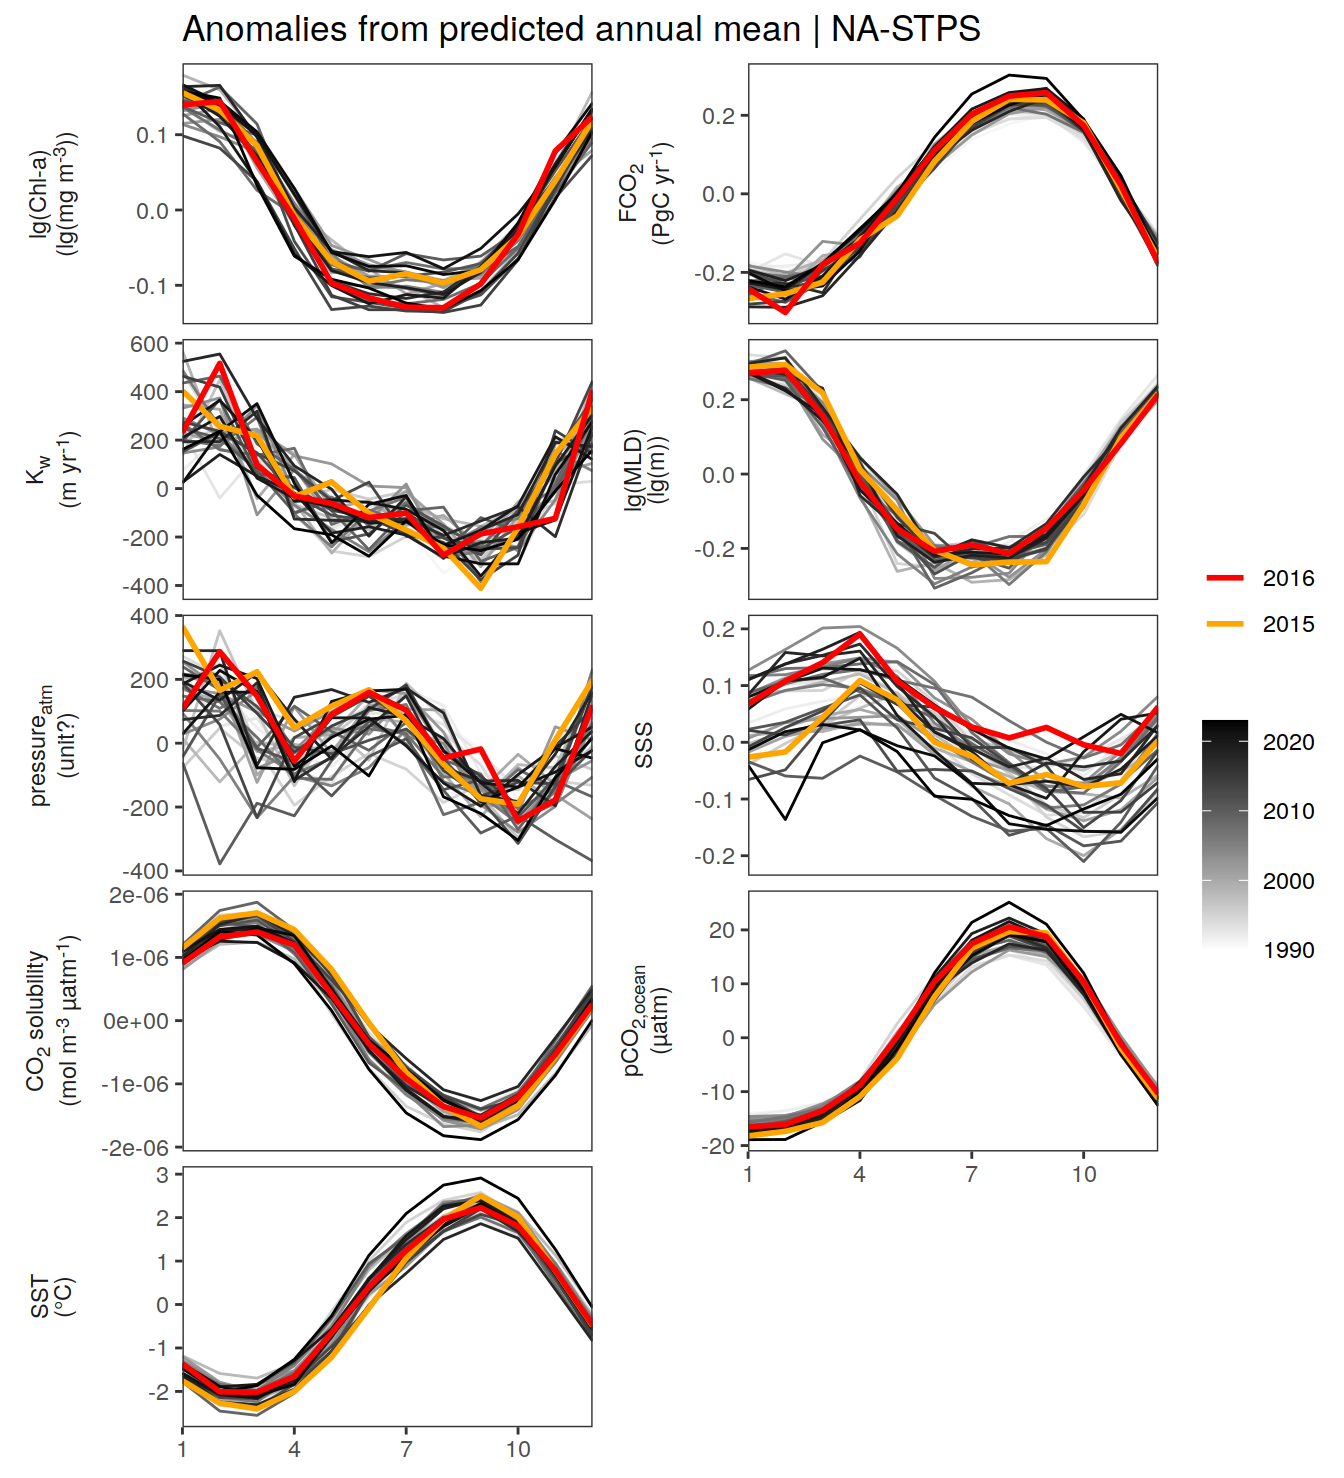 Anomalies from predicted annual mean | NA-STPS
lg(Chl-a)
(lg(mg m-3))
0.1
0.0
-0.1
FCO2
(PgC yr-1)
0.2
0.0
-0.2
Kw
(m yr-1)
600
400
200
0
-200
-400
lg(MLD)
(lg(m))
0.2
0.0
-0.2
pressureatm
(unit?)
400
200
0
-200
-400
SSS
0.2
0.1
0.0
-0.1
-0.2
CO2 solubility
(mol m-3 µatm-1)
2e-06
1e-06
0e+00
-1e-06
-2e-06
pCO2,ocean
(µatm)
20
10
0
-10
-20
1 4 7 10
SST
(°C)
3
2
1
0
-1
-2
1 4 7 10
2016
2015
2020
2010
2000
1990